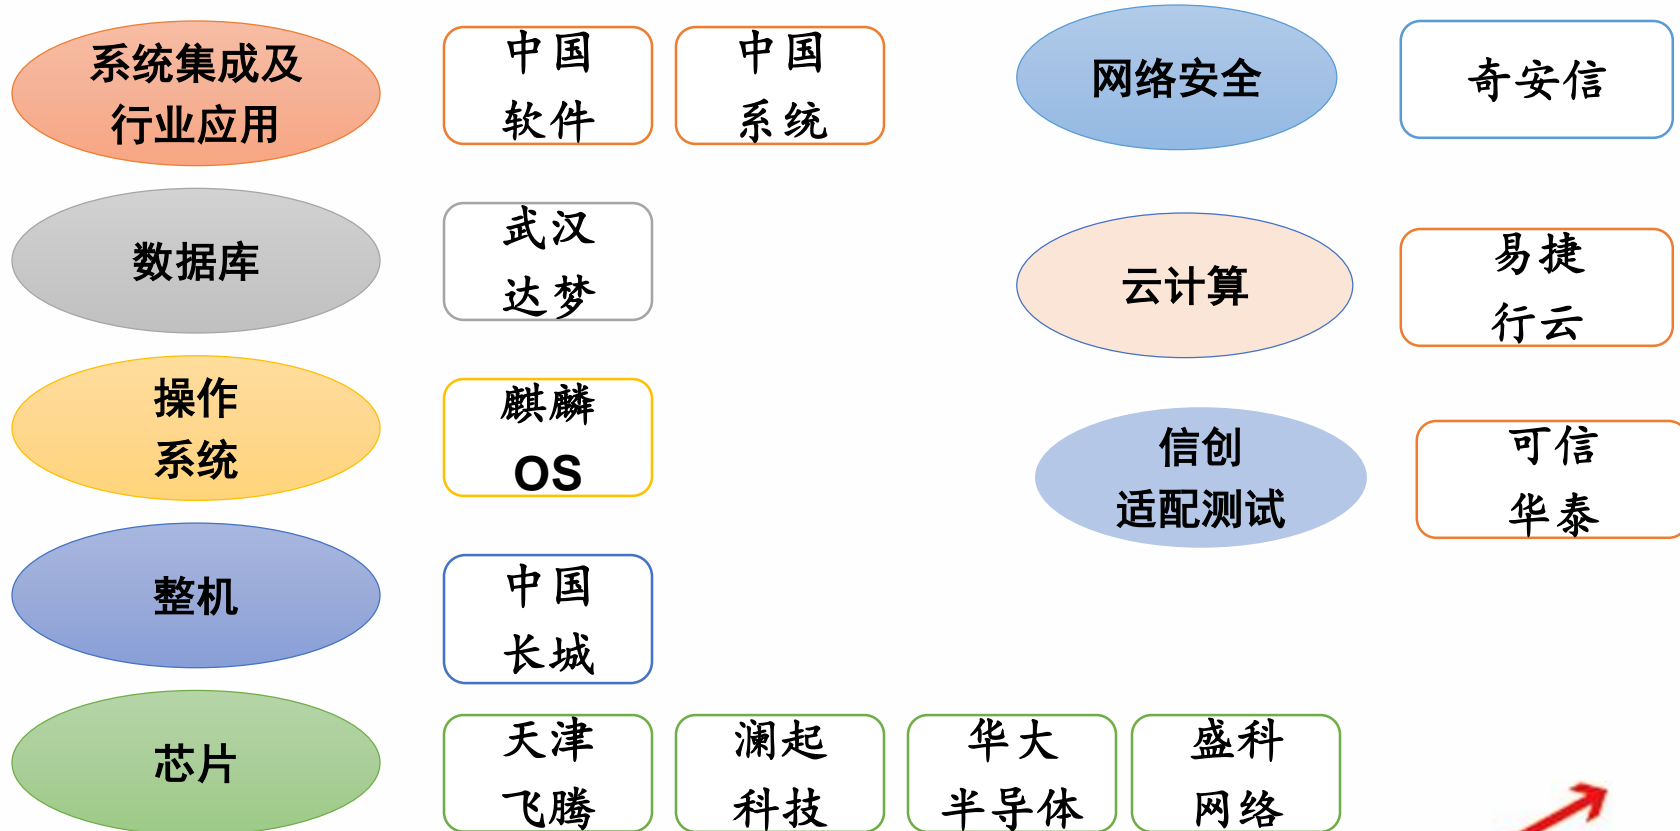 系统集成及
行业应用
中国
软件
中国
系统
网络安全
奇安信
数据库
武汉
达梦
云计算
易捷
行云
操作
系统
麒麟
OS
信创
适配测试
可信
华泰
整机
中国
长城
芯片
天津
飞腾
澜起
科技
华大
半导体
盛科
网络